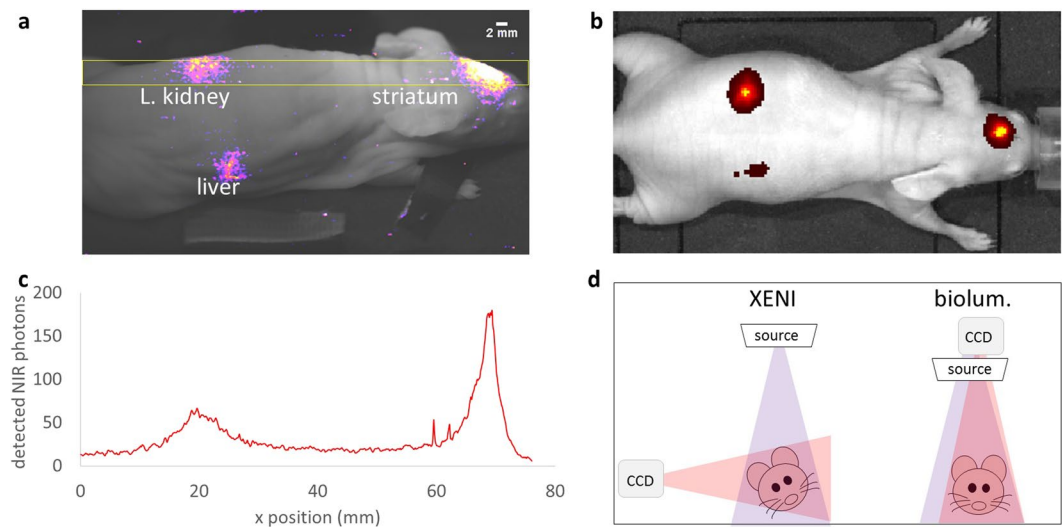 a
2 mm
L. kidney
striatum
liver
b
c
detected NIR photons
200
150
100
50
0
0
20
40
60
80
x position (mm)
d
XENI
biolum.
source
CCD
CCD
source